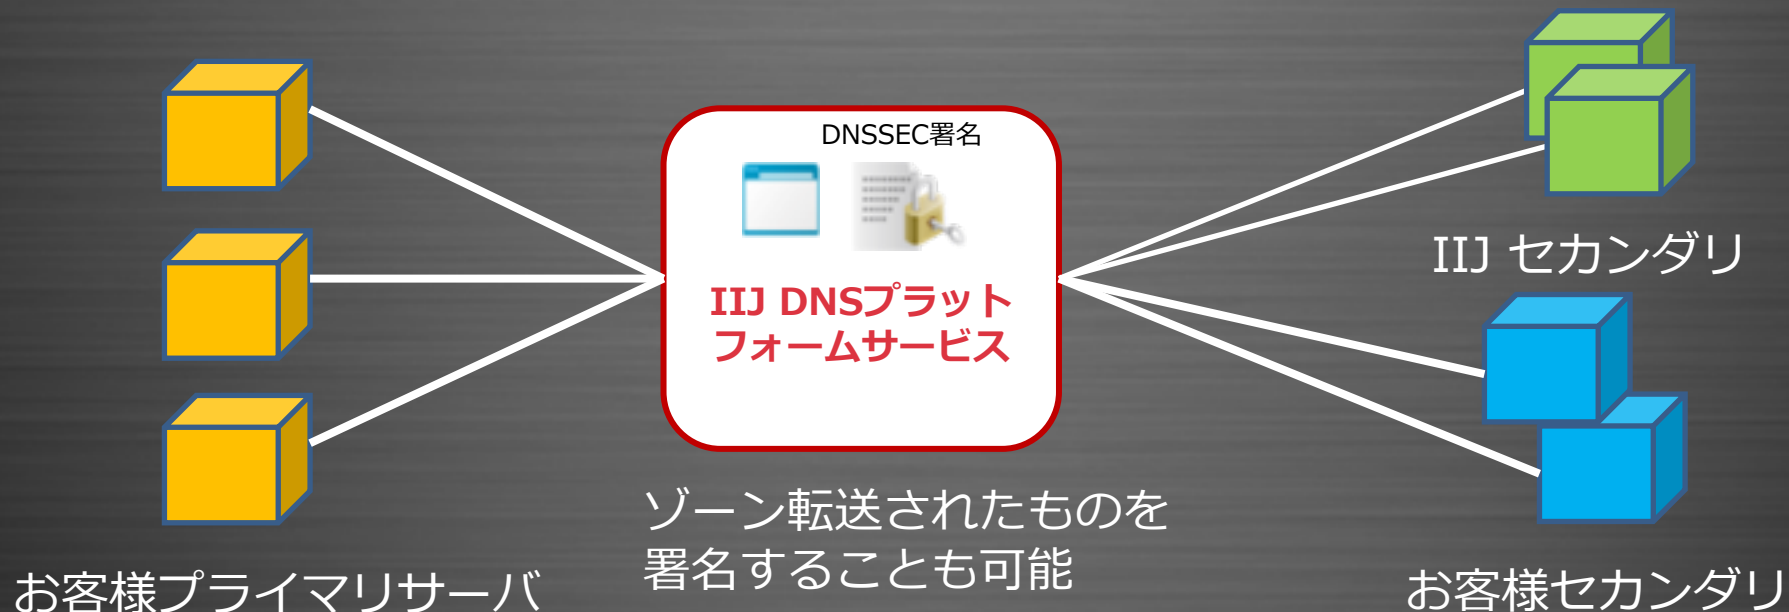 DNSSEC署名
IIJ DNSプラット
フォームサービス
ゾーン転送されたものを
署名することも可能
お客様プライマリサーバ
IIJ セカンダリ
お客様セカンダリ